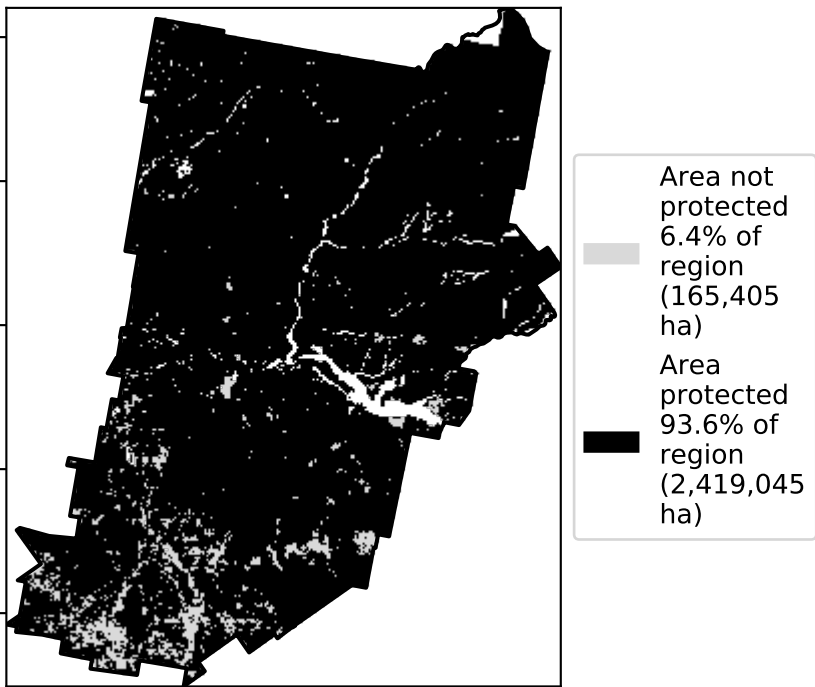 Area not
protected
6.4% of
region
(165,405
ha)
Area
protected
93.6% of
region
(2,419,045
ha)